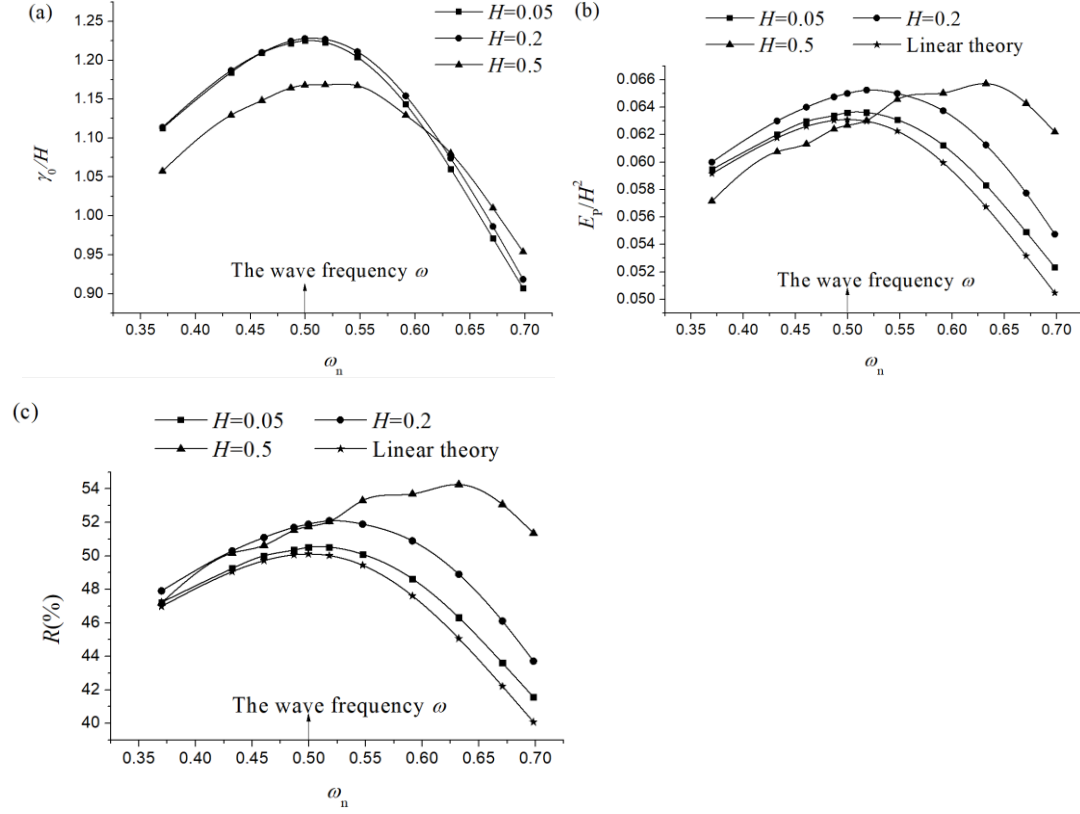 (a)
H=0.05
H=0.2
H=0.5
1.25
1.20
1.15
1.10
1.05
1.00
0.95
0.90
γ₀/H
The wave frequency ω
0.35 0.40 0.45 0.50 0.55 0.60 0.65 0.70
ωₙ
(b)
H=0.05 H=0.2
H=0.5 Linear theory
0.066
0.064
0.062
0.060
0.058
0.056
0.054
0.052
0.050
Eₚ/H²
The wave frequency ω
0.35 0.40 0.45 0.50 0.55 0.60 0.65 0.70
ωₙ
(c)
H=0.05 H=0.2
H=0.5 Linear theory
54
52
50
48
46
44
42
40
R(%)
The wave frequency ω
0.35 0.40 0.45 0.50 0.55 0.60 0.65 0.70
ωₙ